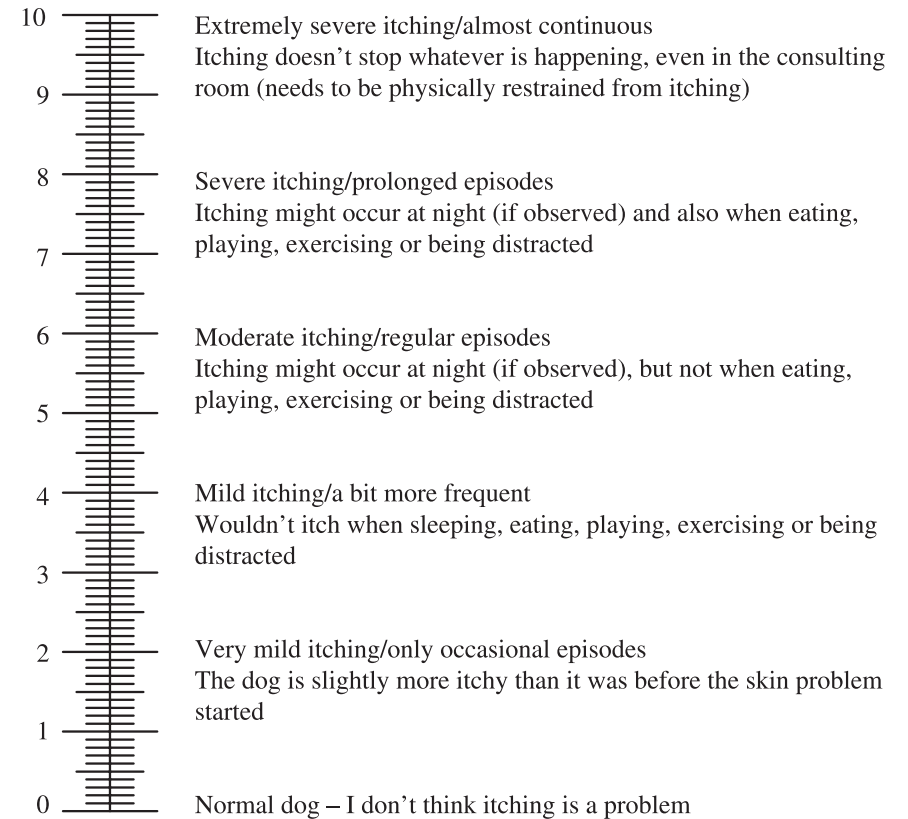 10
Extremely severe itching/almost continuous
Itching doesn’t stop whatever is happening, even in the consulting
room (needs to be physically restrained from itching)
9
8
Severe itching/prolonged episodes
Itching might occur at night (if observed) and also when eating,
playing, exercising or being distracted
7
6
Moderate itching/regular episodes
Itching might occur at night (if observed), but not when eating,
playing, exercising or being distracted
5
4
Mild itching/a bit more frequent
Wouldn’t itch when sleeping, eating, playing, exercising or being
distracted
3
2
Very mild itching/only occasional episodes
The dog is slightly more itchy than it was before the skin problem
started
1
0
Normal dog – I don’t think itching is a problem